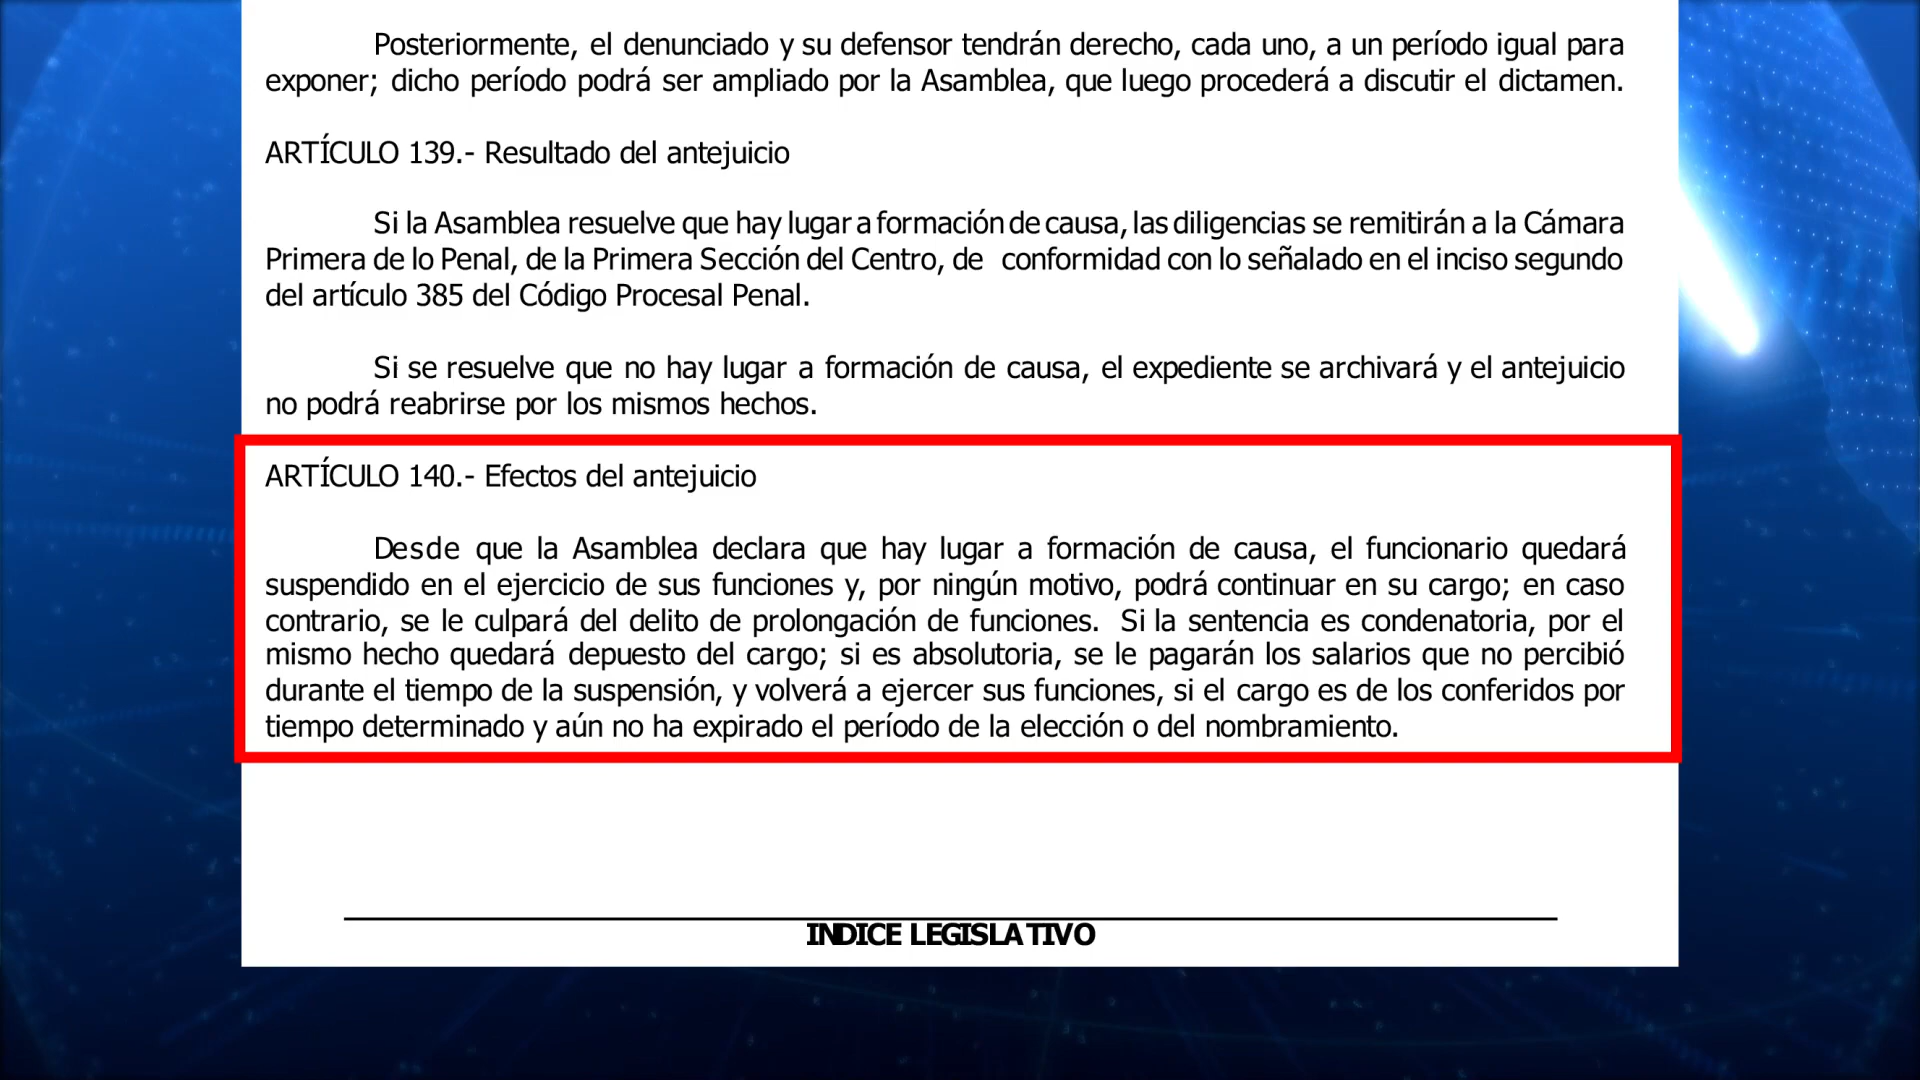 Posteriormente, el denunciado y su defensor tendrán derecho, cada uno, a un período igual para
exponer; dicho período podrá ser ampliado por la Asamblea, que luego procederá a discutir el dictamen.
ARTÍCULO 139.- Resultado del antejuicio
Si la Asamblea resuelve que hay lugar a formación de causa, las diligencias se remitirán a la Cámara
Primera de lo Penal, de la Primera Sección del Centro, de conformidad con lo señalado en el inciso segundo
del artículo 385 del Código Procesal Penal.
Si se resuelve que no hay lugar a formación de causa, el expediente se archivará y el antejuicio
no podrá reabrirse por los mismos hechos.
ARTÍCULO 140.- Efectos del antejuicio
Desde que la Asamblea declara que hay lugar a formación de causa, el funcionario quedará
suspendido en el ejercicio de sus funciones y, por ningún motivo, podrá continuar en su cargo; en caso
contrario, se le culpará del delito de prolongación de funciones. Si la sentencia es condenatoria, por el
mismo hecho quedará depuesto del cargo; si es absolutoria, se le pagarán los salarios que no percibió
durante el tiempo de la suspensión, y volverá a ejercer sus funciones, si el cargo es de los conferidos por
tiempo determinado y aún no ha expirado el período de la elección o del nombramiento.
INDICE LEGISLATIVO